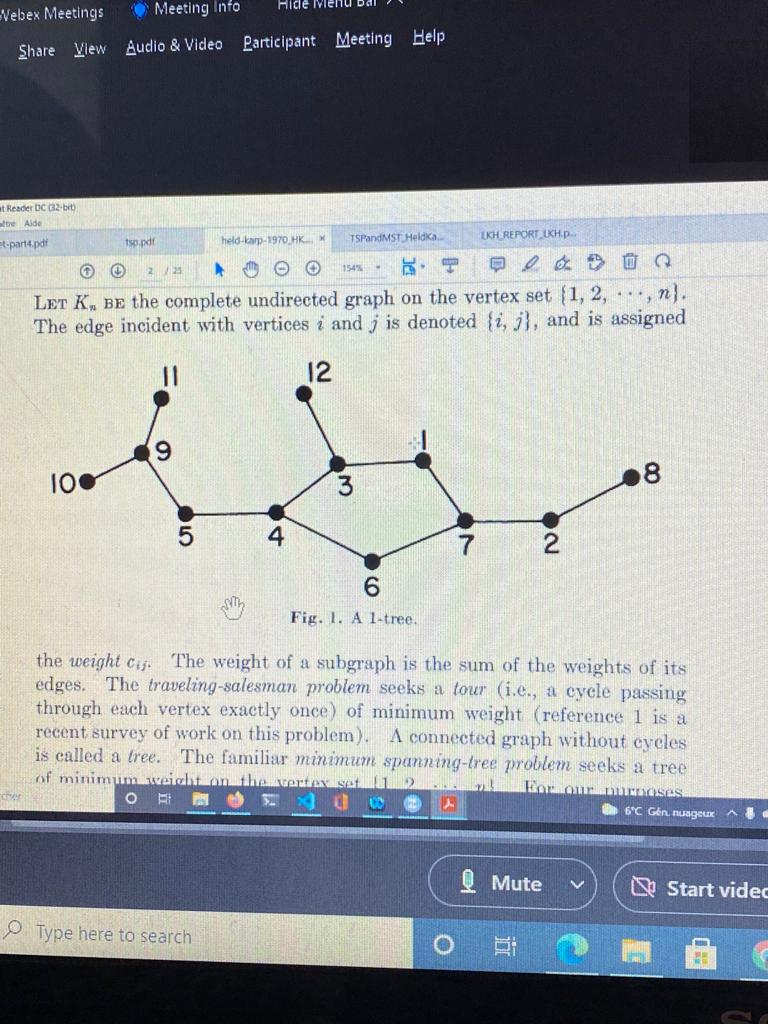 Webex Meetings Meeting Info Hide Menu Bar
Share View Audio & Video Participant Meeting Help
Reader DC (32-bit)
Aide
part4.pdf tsp.pdf held-karp-1970_HK... × TSPandMST_HeldKa... LKH_REPORT_LKH.p...
2 / 25 154%
LET Kn BE the complete undirected graph on the vertex set {1, 2, ···, n}.
The edge incident with vertices i and j is denoted {i, j}, and is assigned
11
12
1
9
10
3
8
5
4
7
2
6
Fig. 1. A 1-tree.
the weight cij. The weight of a subgraph is the sum of the weights of its
edges. The traveling-salesman problem seeks a tour (i.e., a cycle passing
through each vertex exactly once) of minimum weight (reference 1 is a
recent survey of work on this problem). A connected graph without cycles
is called a tree. The familiar minimum spanning-tree problem seeks a tree
of minimum weight on the vertex set {1, 2, ···, n}. For our purposes
6°C Gén. nuageux
Mute Start video
Type here to search